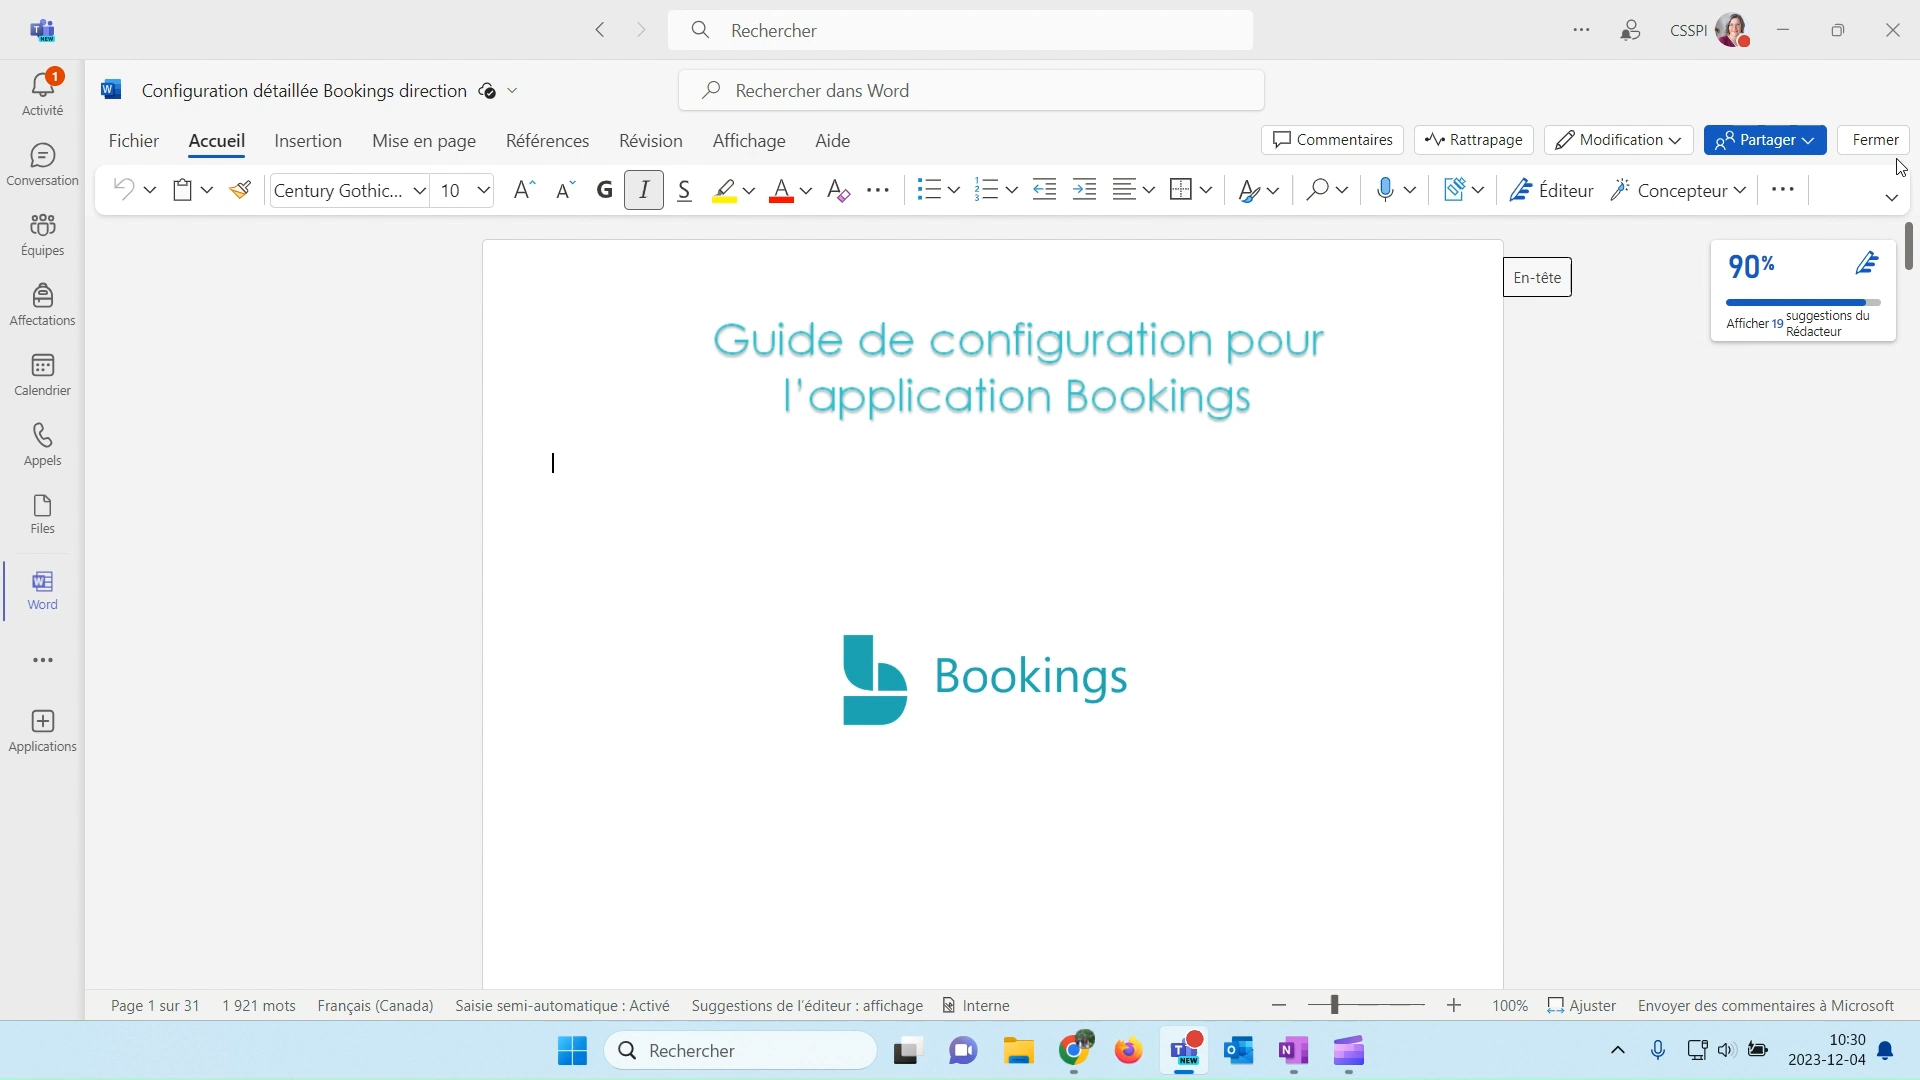 Rechercher
CSSPI
1
Activité
Conversation
Équipes
Affectations
Calendrier
Appels
Files
Word
Applications
Configuration détaillée Bookings direction
Rechercher dans Word
Fichier Accueil Insertion Mise en page Références Révision Affichage Aide
Commentaires Rattrapage Modification Partager Fermer
Century Gothic... 10 G I S Éditeur Concepteur
En-tête
90%
Afficher 19 suggestions du
Rédacteur
Guide de configuration pour
l'application Bookings
Bookings
Page 1 sur 31 1 921 mots Français (Canada) Saisie semi-automatique : Activé Suggestions de l'éditeur : affichage Interne 100% Ajuster Envoyer des commentaires à Microsoft
Rechercher
10:30
2023-12-04